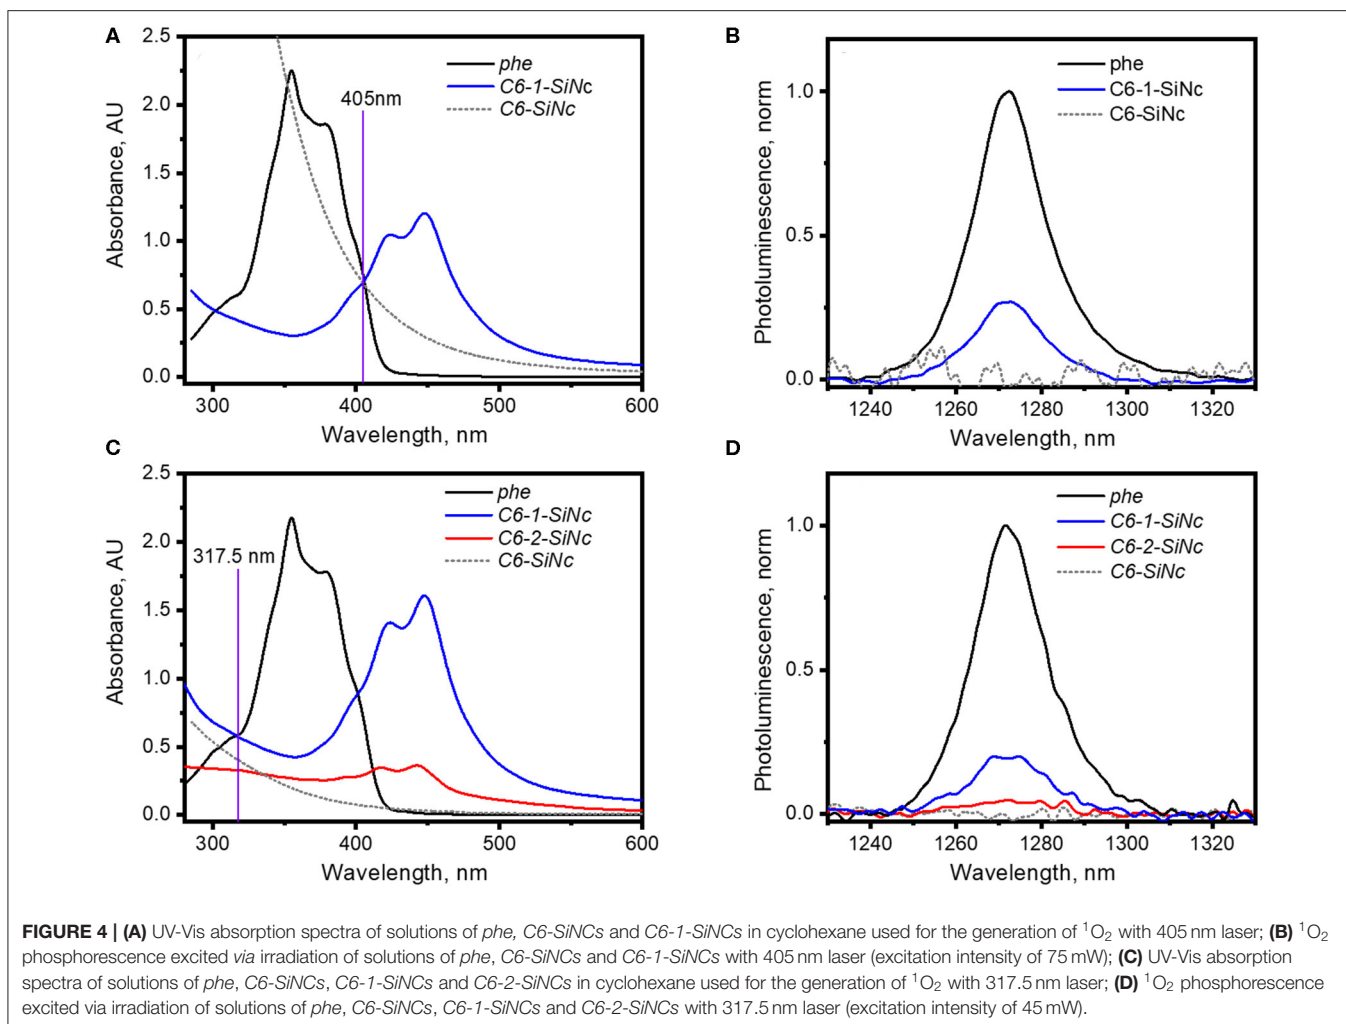 (A)
2.5
2.0
1.5
1.0
0.5
0.0
Absorbance, AU
405nm
phe
C6-1-SiNc
C6-SiNc
300
400
500
600
Wavelength, nm
(B)
1.0
0.5
0.0
Photoluminescence, norm
phe
C6-1-SiNc
C6-SiNc
1240
1260
1280
1300
1320
Wavelength, nm
(C)
2.5
2.0
1.5
1.0
0.5
0.0
Absorbance, AU
317.5 nm
phe
C6-1-SiNc
C6-2-SiNc
C6-SiNc
300
400
500
600
Wavelength, nm
(D)
1.0
0.5
0.0
Photoluminescence, norm
phe
C6-1-SiNc
C6-2-SiNc
C6-SiNc
1240
1260
1280
1300
1320
Wavelength, nm
FIGURE 4 | (A) UV-Vis absorption spectra of solutions of phe, C6-SiNCs and C6-1-SiNCs in cyclohexane used for the generation of ¹O₂ with 405 nm laser; (B) ¹O₂
phosphorescence excited via irradiation of solutions of phe, C6-SiNCs and C6-1-SiNCs with 405 nm laser (excitation intensity of 75 mW); (C) UV-Vis absorption
spectra of solutions of phe, C6-SiNCs, C6-1-SiNCs and C6-2-SiNCs in cyclohexane used for the generation of ¹O₂ with 317.5 nm laser; (D) ¹O₂ phosphorescence
excited via irradiation of solutions of phe, C6-SiNCs, C6-1-SiNCs and C6-2-SiNCs with 317.5 nm laser (excitation intensity of 45 mW).